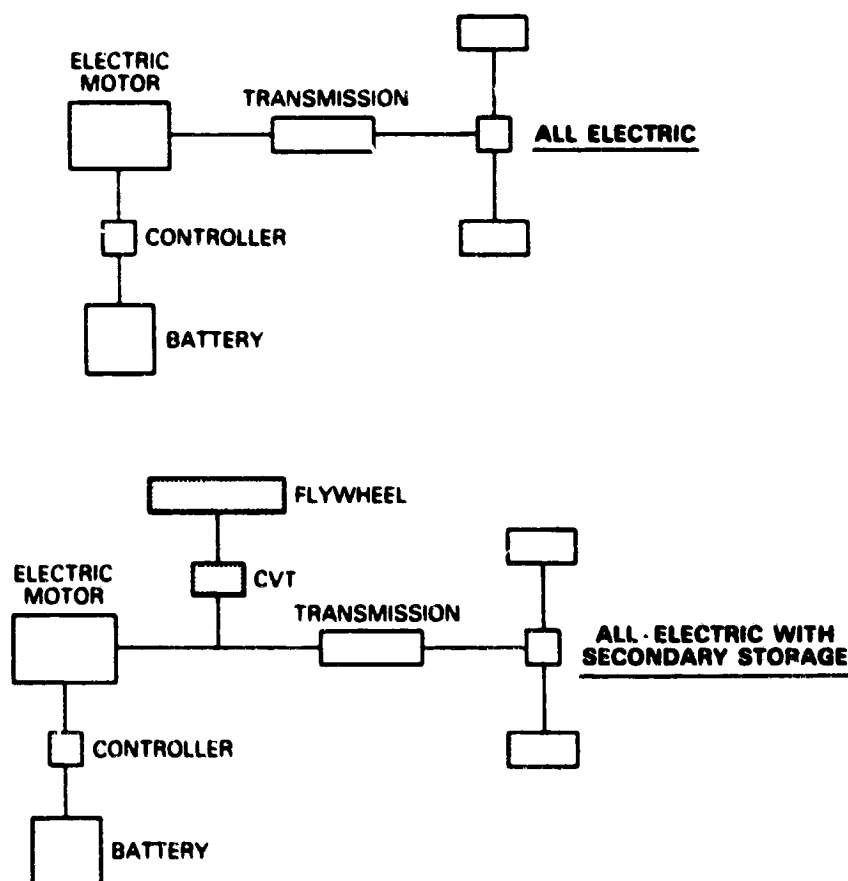 ELECTRIC
MOTOR
TRANSMISSION
ALL ELECTRIC
CONTROLLER
BATTERY
FLYWHEEL
CVT
ELECTRIC
MOTOR
TRANSMISSION
ALL-ELECTRIC WITH
SECONDARY STORAGE
CONTROLLER
BATTERY